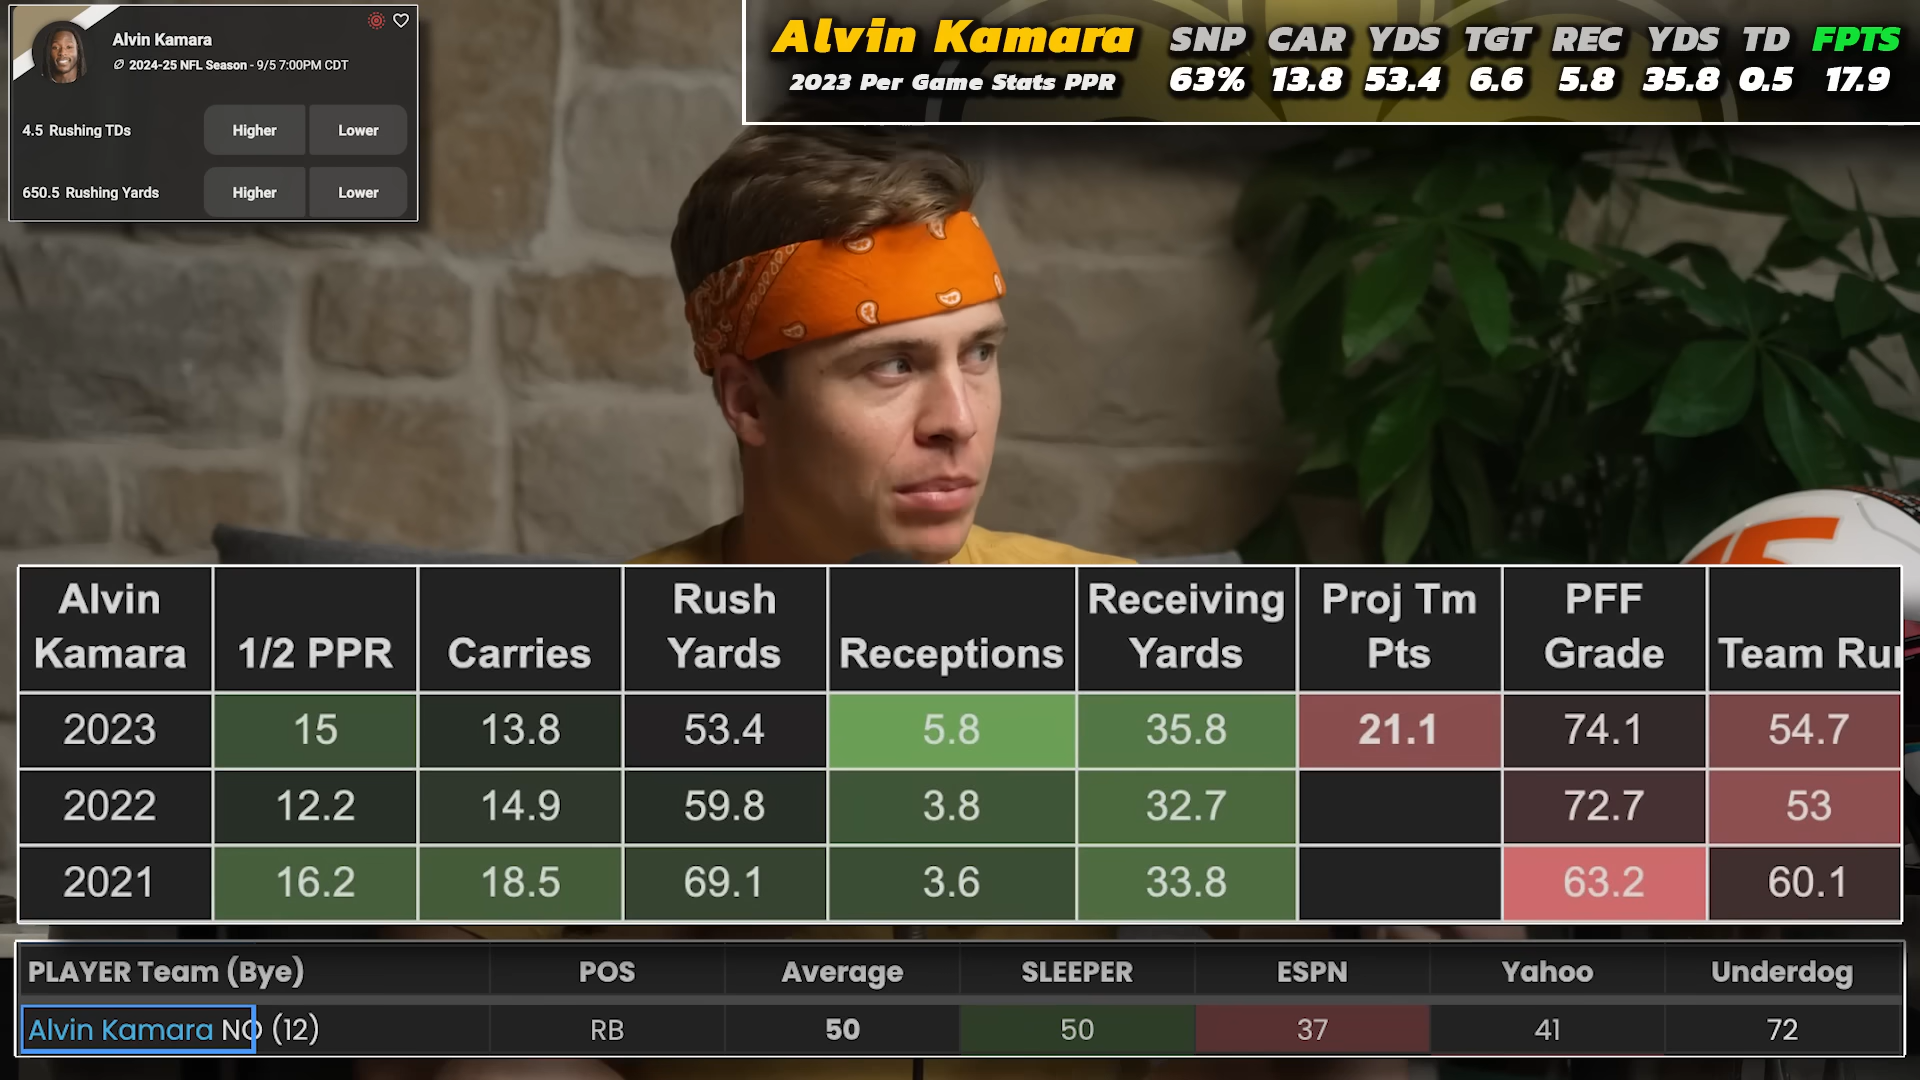 Alvin Kamara
2024-25 NFL Season - 9/5 7:00PM CDT
4.5 Rushing TDs Higher Lower
650.5 Rushing Yards Higher Lower
Alvin Kamara SNP CAR YDS TGT REC YDS TD FPTS
2023 Per Game Stats PPR 63% 13.8 53.4 6.6 5.8 35.8 0.5 17.9
Alvin Kamara 1/2 PPR Carries Rush Yards Receptions Receiving Yards Proj Tm Pts PFF Grade Team Ru
2023 15 13.8 53.4 5.8 35.8 21.1 74.1 54.7
2022 12.2 14.9 59.8 3.8 32.7 72.7 53
2021 16.2 18.5 69.1 3.6 33.8 63.2 60.1
PLAYER Team (Bye) POS Average SLEEPER ESPN Yahoo Underdog
Alvin Kamara NO (12) RB 50 50 37 41 72